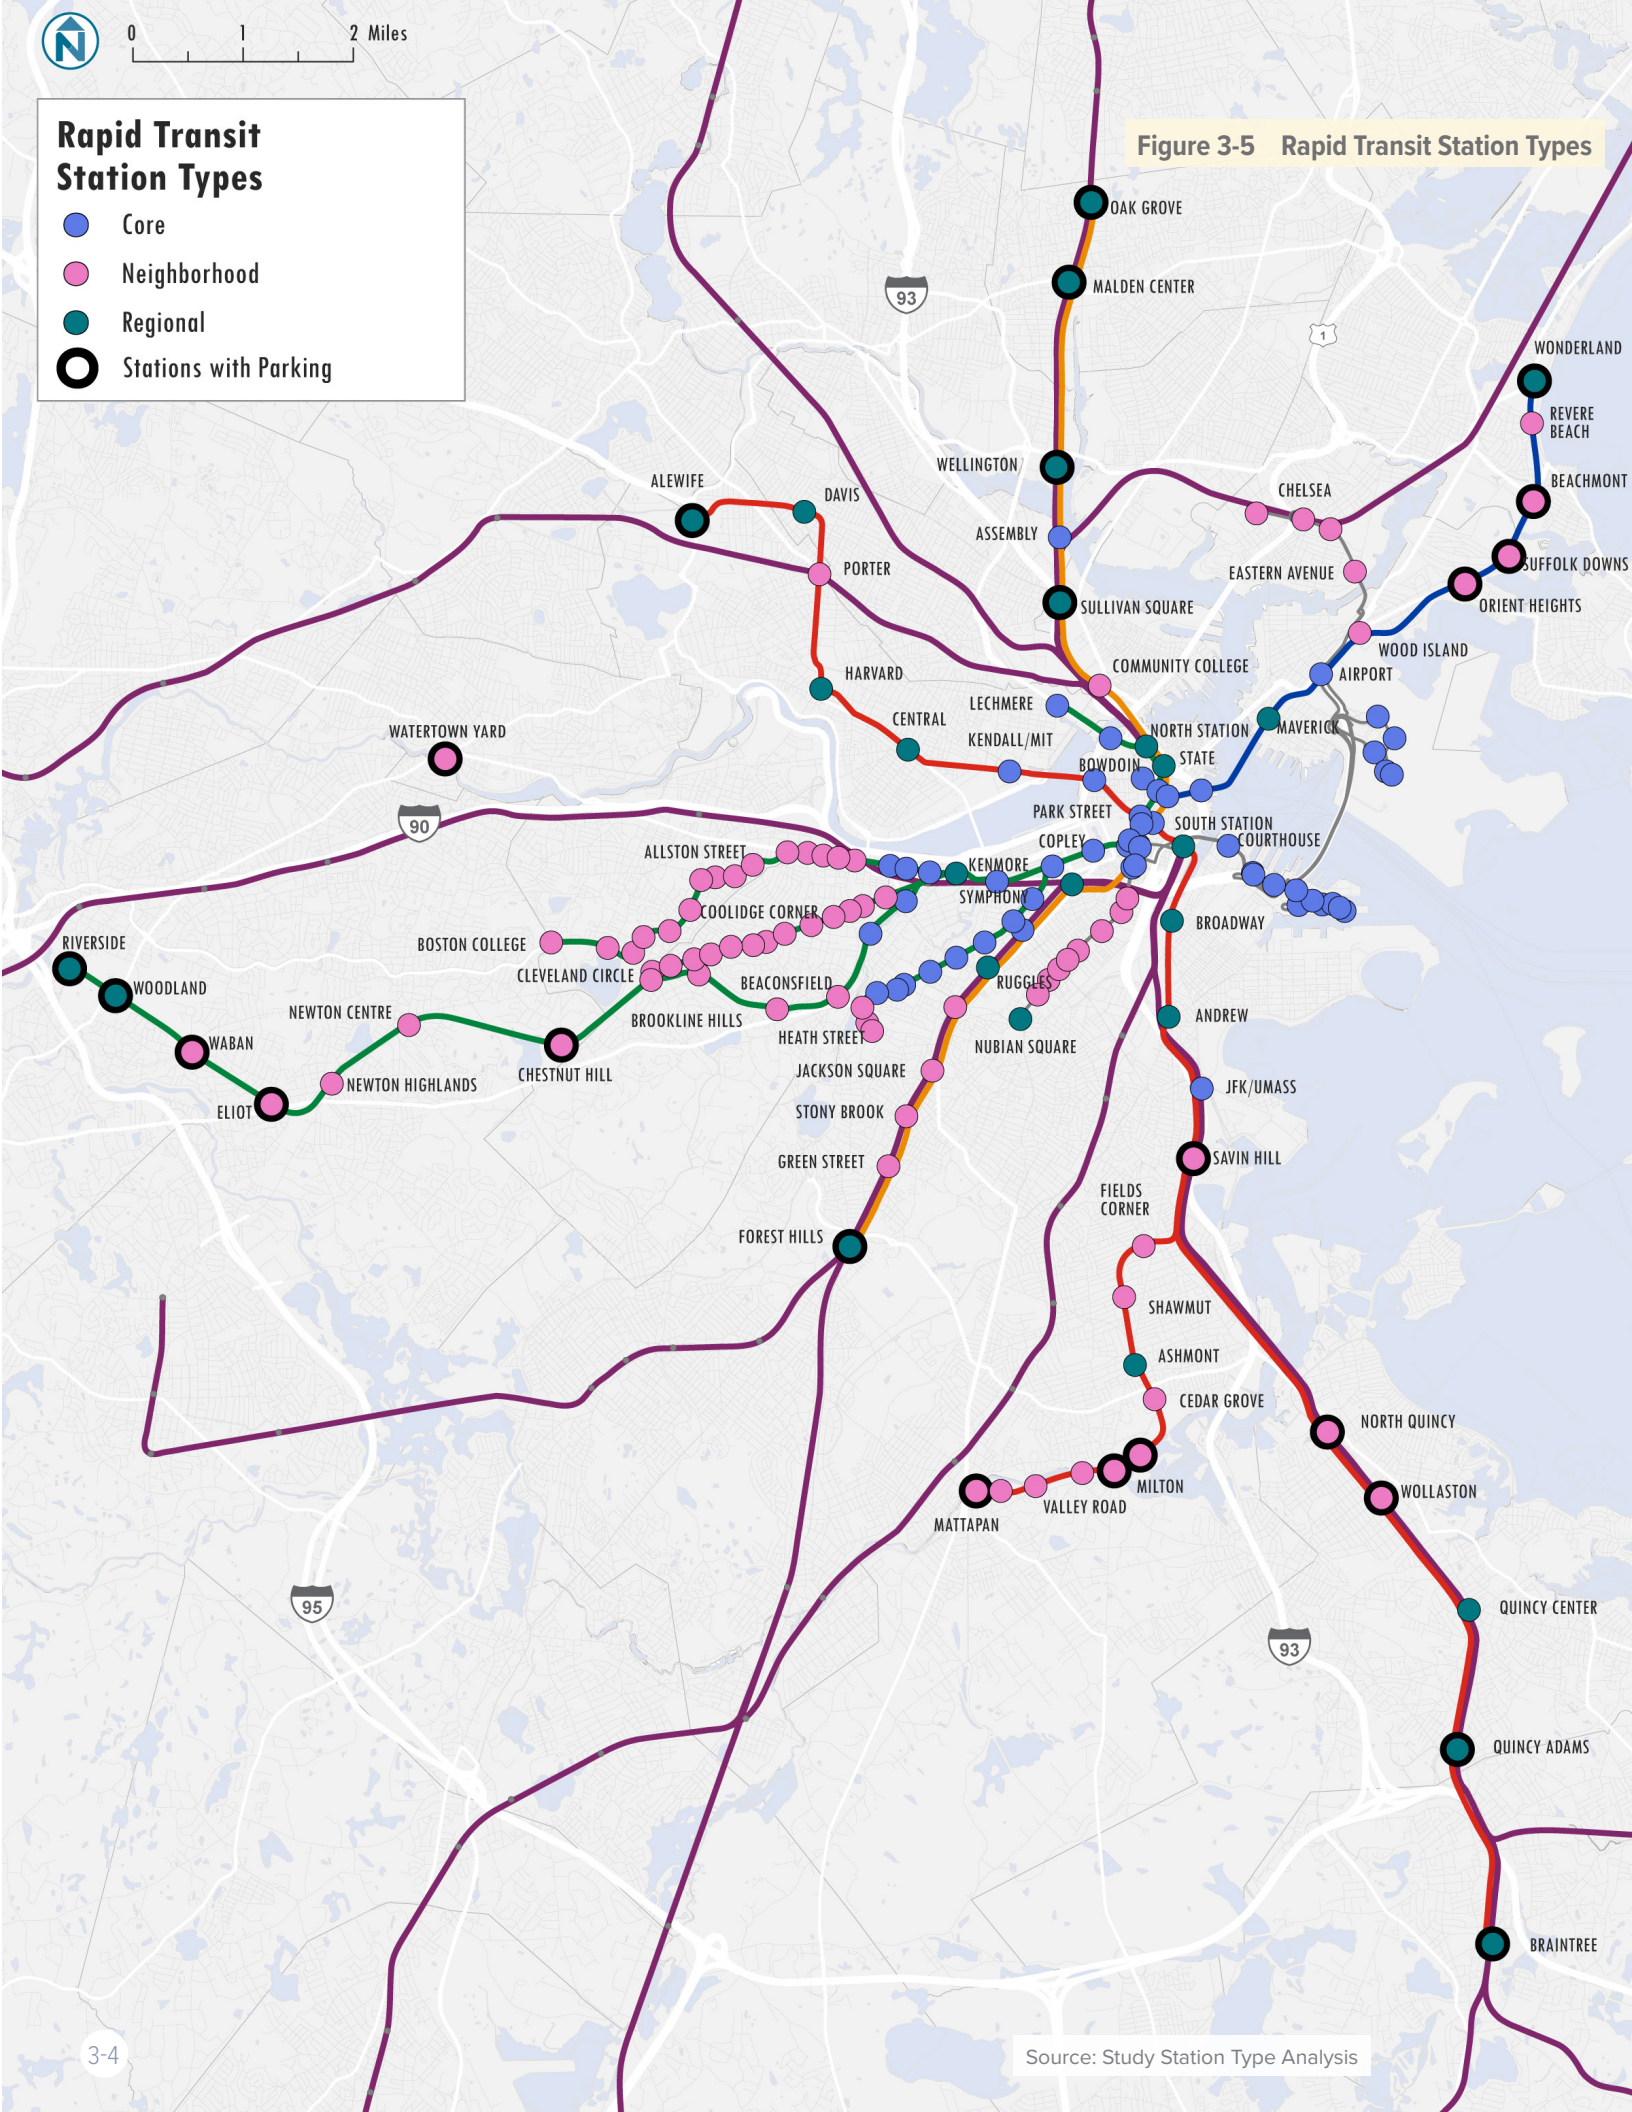 N
0 1 2 Miles
Rapid Transit
Station Types
Core
Neighborhood
Regional
Stations with Parking
Figure 3-5 Rapid Transit Station Types
OAK GROVE
MALDEN CENTER
93
1
WONDERLAND
REVERE
BEACH
WELLINGTON
ALEWIFE
DAVIS
CHELSEA
BEACHMONT
ASSEMBLY
PORTER
EASTERN AVENUE
SUFFOLK DOWNS
SULLIVAN SQUARE
ORIENT HEIGHTS
WOOD ISLAND
COMMUNITY COLLEGE
HARVARD
AIRPORT
LECHMERE
CENTRAL
WATERTOWN YARD
KENDALL/MIT
NORTH STATION
MAVERICK
STATE
BOWDOIN
90
PARK STREET
SOUTH STATION
COPLEY
COURTHOUSE
ALLSTON STREET
KENMORE
SYMPHONY
COOLIDGE CORNER
BROADWAY
RIVERSIDE
BOSTON COLLEGE
CLEVELAND CIRCLE
BEACONSFIELD
RUGGLES
WOODLAND
NEWTON CENTRE
BROOKLINE HILLS
HEATH STREET
NUBIAN SQUARE
ANDREW
WABAN
CHESTNUT HILL
JACKSON SQUARE
NEWTON HIGHLANDS
JFK/UMASS
ELIOT
STONY BROOK
GREEN STREET
SAVIN HILL
FIELDS
CORNER
FOREST HILLS
SHAWMUT
ASHMONT
CEDAR GROVE
NORTH QUINCY
MILTON
WOLLASTON
VALLEY ROAD
MATTAPAN
95
QUINCY CENTER
93
QUINCY ADAMS
BRAINTREE
3-4
Source: Study Station Type Analysis